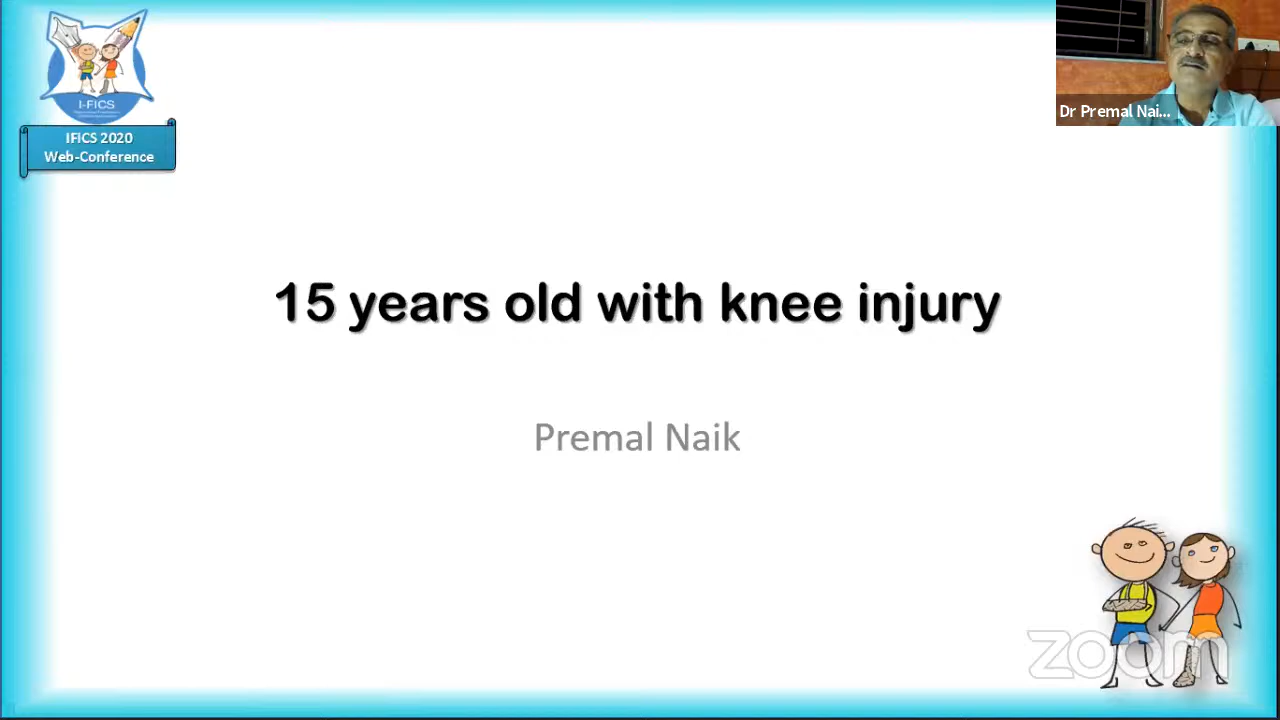 I-FICS
IFICS 2020
Web-Conference
Dr Premal Nai...
15 years old with knee injury
Premal Naik
zoom